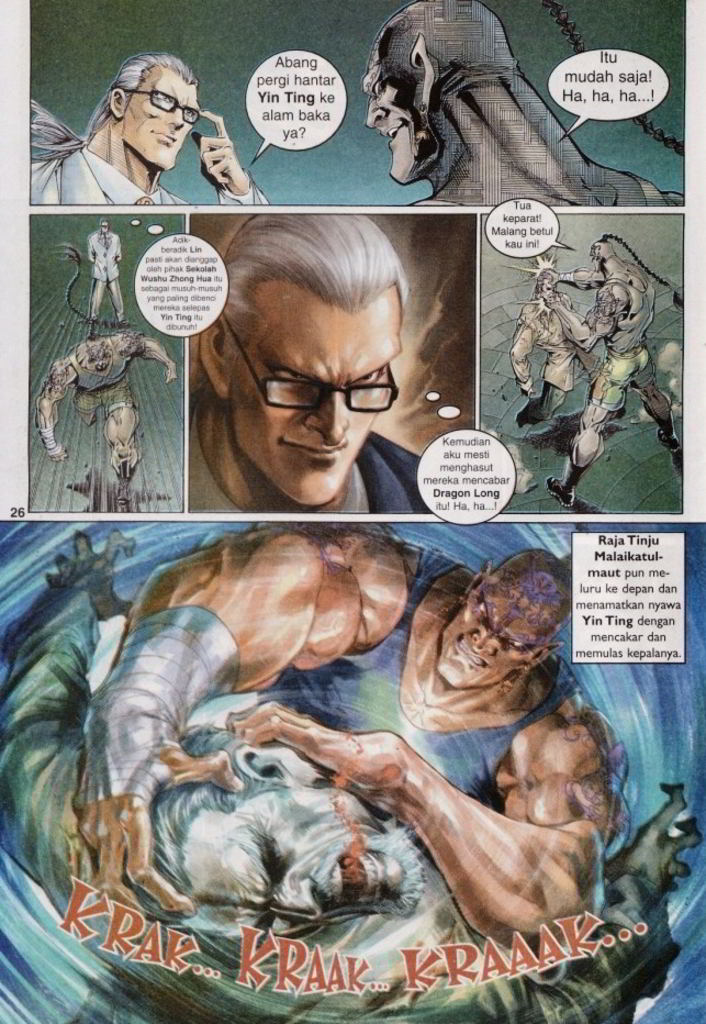 Abang
pergi hantar
Yin Ting ke
alam baka
ya?
Itu
mudah saja!
Ha, ha, ha...!
Adik-
beradik Lin
pasti akan dianggap
oleh pihak Sekolah
Wushu Zhong Hua itu
sebagai musuh-musuh
yang paling dibenci
mereka selepas
Yin Ting itu
dibunuh!
Kemudian
aku mesti
menghasut
mereka mencabar
Dragon Long
itu! Ha, ha...!
Tua
keparat!
Malang betul
kau ini!
26
Raja Tinju
Malaikatul-
maut pun me-
luru ke depan dan
menamatkan nyawa
Yin Ting dengan
mencakar dan
memulas kepalanya.
KRAK... KRAAK... KRAAAK...